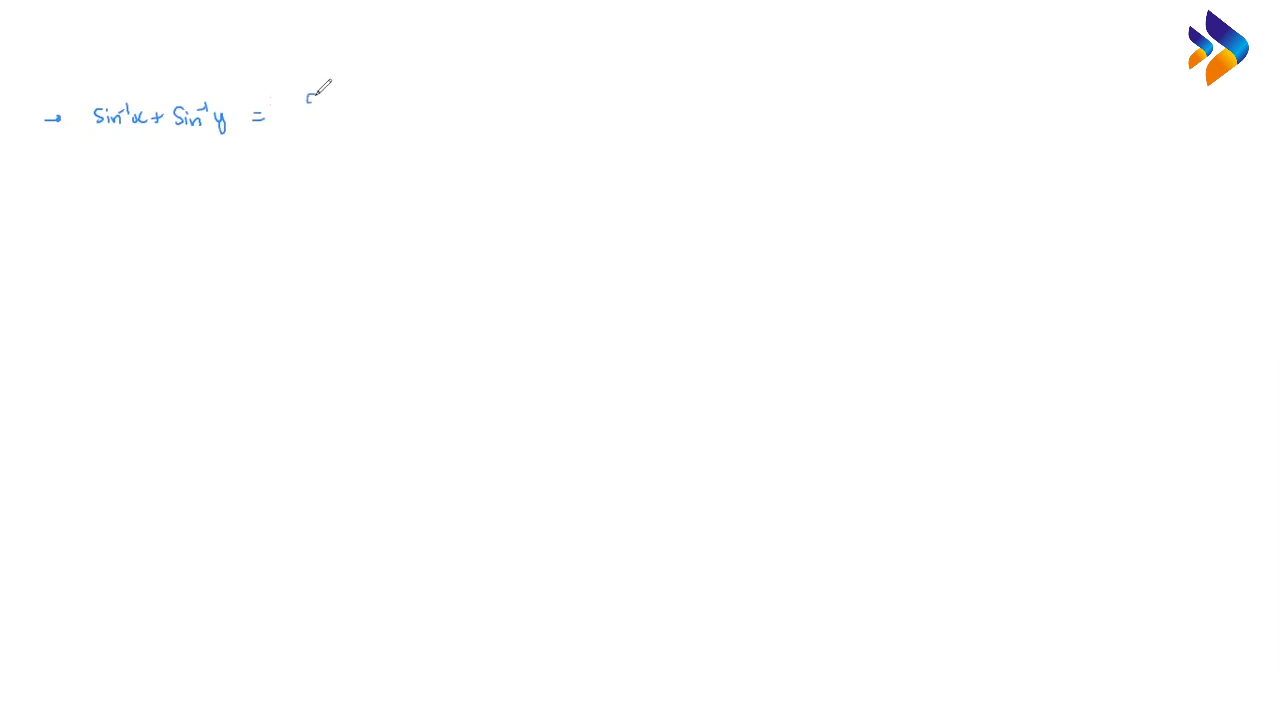 → Sin⁻¹x + Sin⁻¹y =